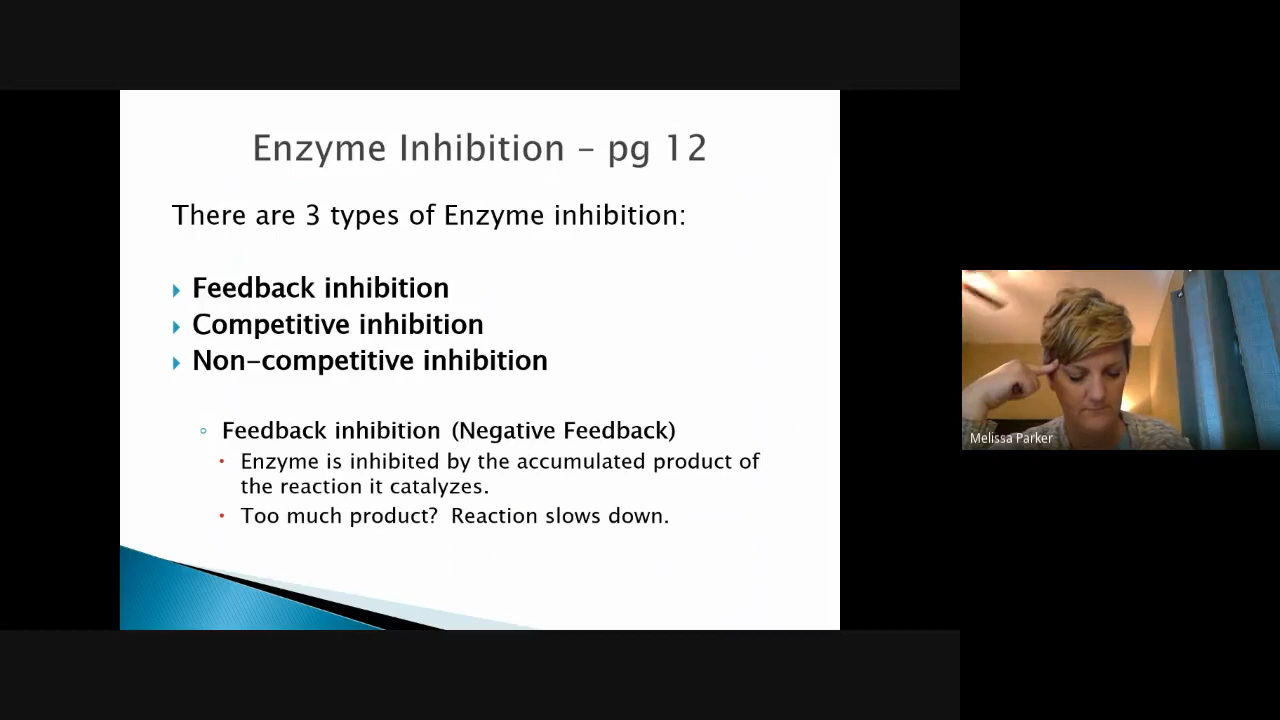 Enzyme Inhibition – pg 12
There are 3 types of Enzyme inhibition:
Feedback inhibition
Competitive inhibition
Non-competitive inhibition
Feedback inhibition (Negative Feedback)
Enzyme is inhibited by the accumulated product of
the reaction it catalyzes.
Too much product? Reaction slows down.
Melissa Parker